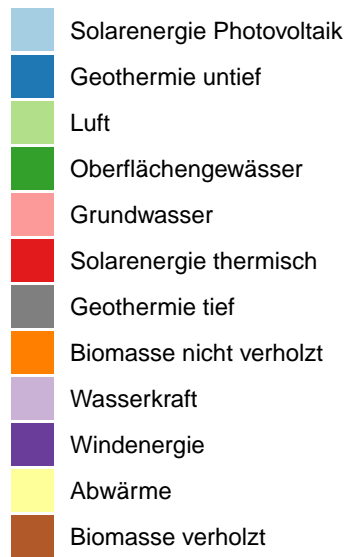 Solarenergie Photovoltaik
Geothermie untief
Luft
Oberflächengewässer
Grundwasser
Solarenergie thermisch
Geothermie tief
Biomasse nicht verholzt
Wasserkraft
Windenergie
Abwärme
Biomasse verholzt